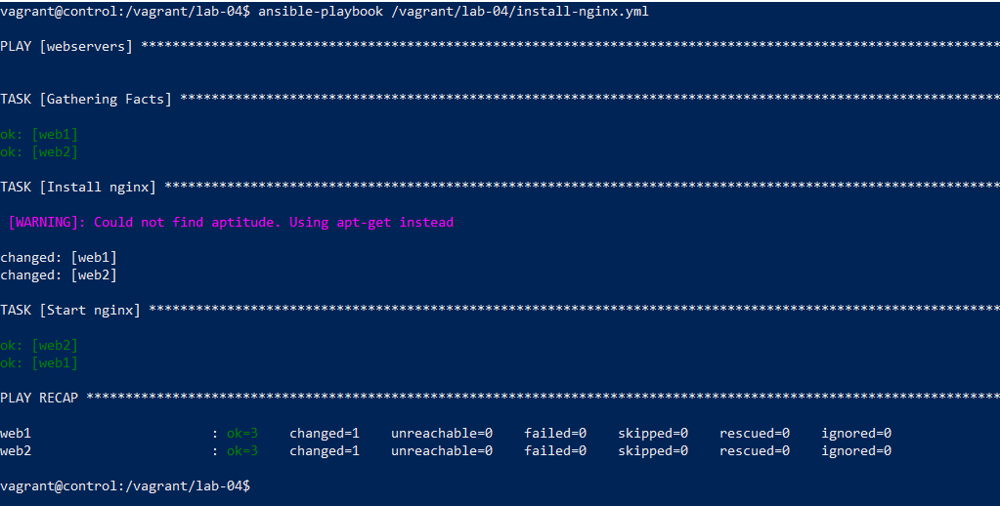 vagrant@control:/vagrant/lab-04$ ansible-playbook /vagrant/lab-04/install-nginx.yml
PLAY [webservers] **************************************************************************************************************
TASK [Gathering Facts] *********************************************************************************************************
ok: [web1]
ok: [web2]
TASK [Install nginx] ***********************************************************************************************************
[WARNING]: Could not find aptitude. Using apt-get instead
changed: [web1]
changed: [web2]
TASK [Start nginx] *************************************************************************************************************
ok: [web2]
ok: [web1]
PLAY RECAP *********************************************************************************************************************
web1 : ok=3 changed=1 unreachable=0 failed=0 skipped=0 rescued=0 ignored=0
web2 : ok=3 changed=1 unreachable=0 failed=0 skipped=0 rescued=0 ignored=0
vagrant@control:/vagrant/lab-04$